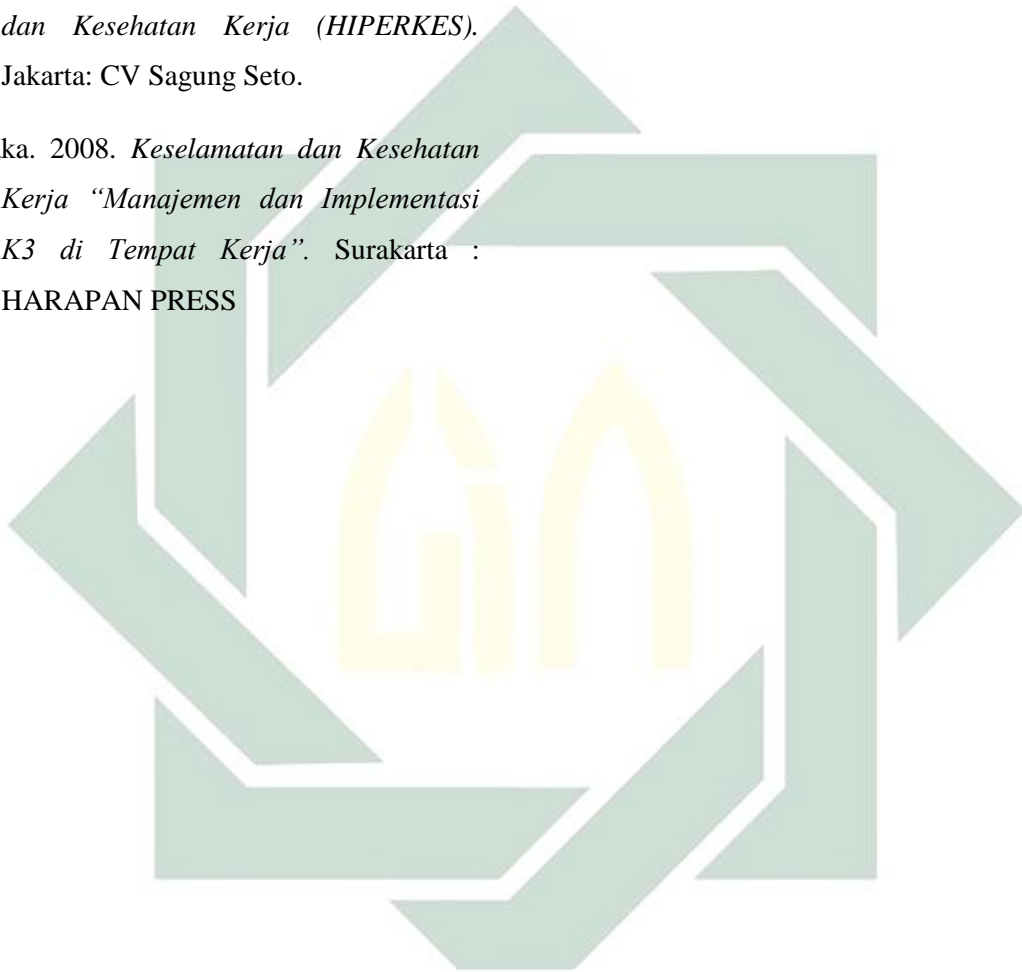 dan Kesehatan Kerja (HIPERKES).
Jakarta: CV Sagung Seto.
ka. 2008. Keselamatan dan Kesehatan
Kerja “Manajemen dan Implementasi
K3 di Tempat Kerja”. Surakarta :
HARAPAN PRESS